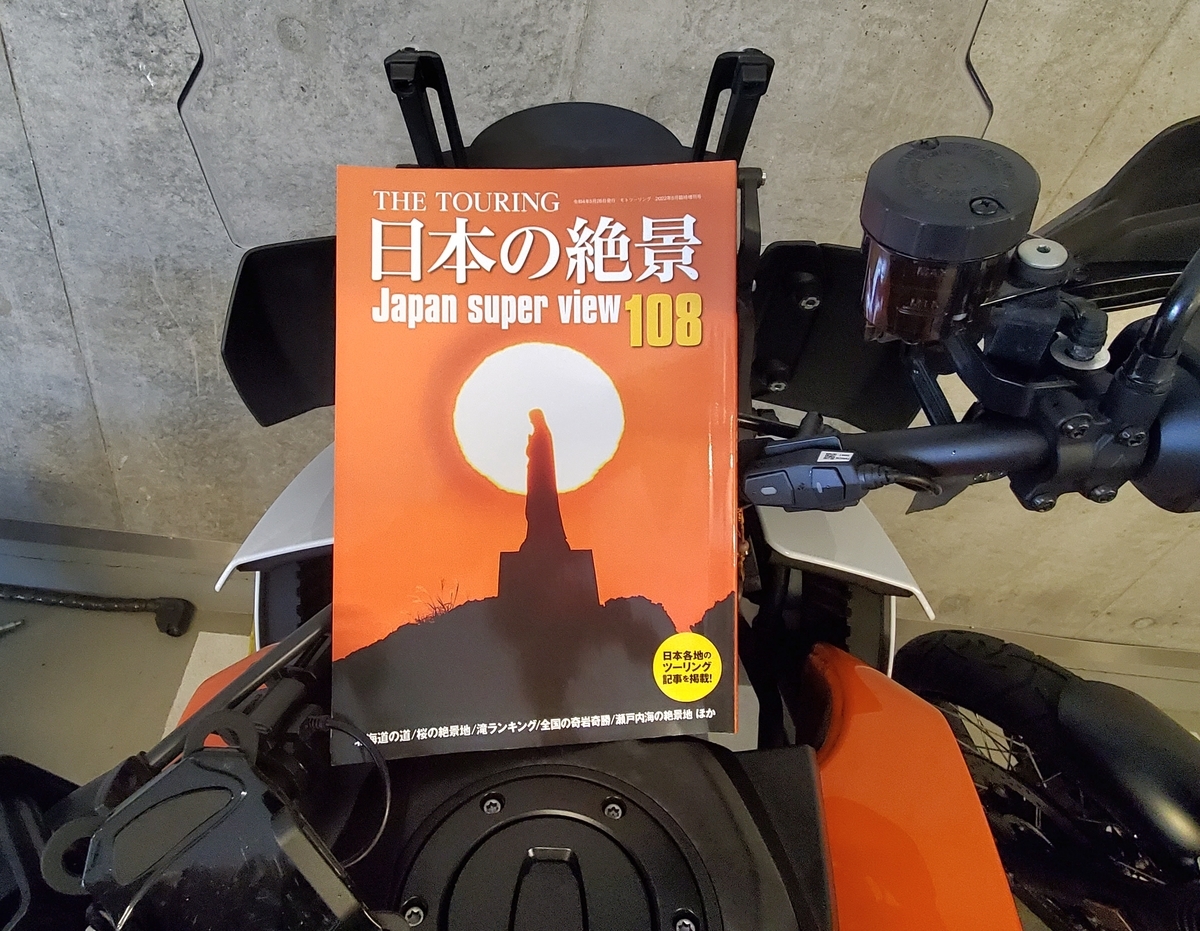 THE TOURING
日本の絶景
Japan super view 108
日本各地の
ツーリング
記事を掲載!
海道の道/桜の絶景地/滝ランキング/全国の奇岩奇勝/瀬戸内海の絶景地 ほか